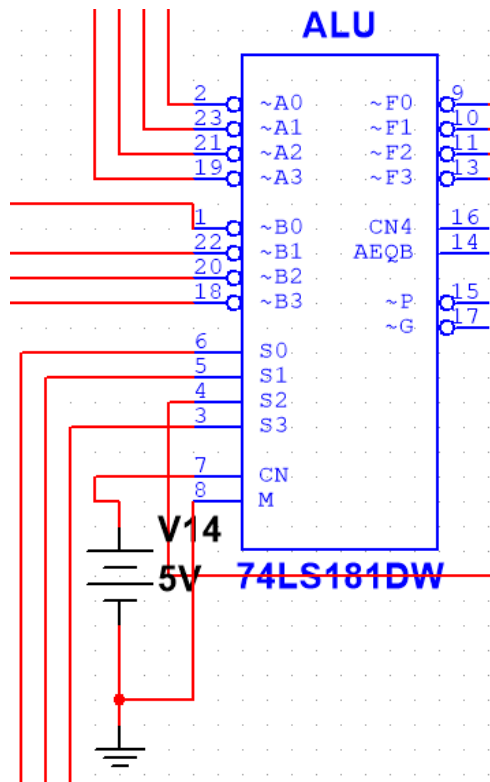 ALU
2 ~A0 ~F0 9
23 ~A1 ~F1 10
21 ~A2 ~F2 11
19 ~A3 ~F3 13
1 ~B0 CN4 16
22 ~B1 AEQB 14
20 ~B2
18 ~B3 ~P 15
~G 17
6 S0
5 S1
4 S2
3 S3
7 CN
8 M
V14
5V 74LS181DW